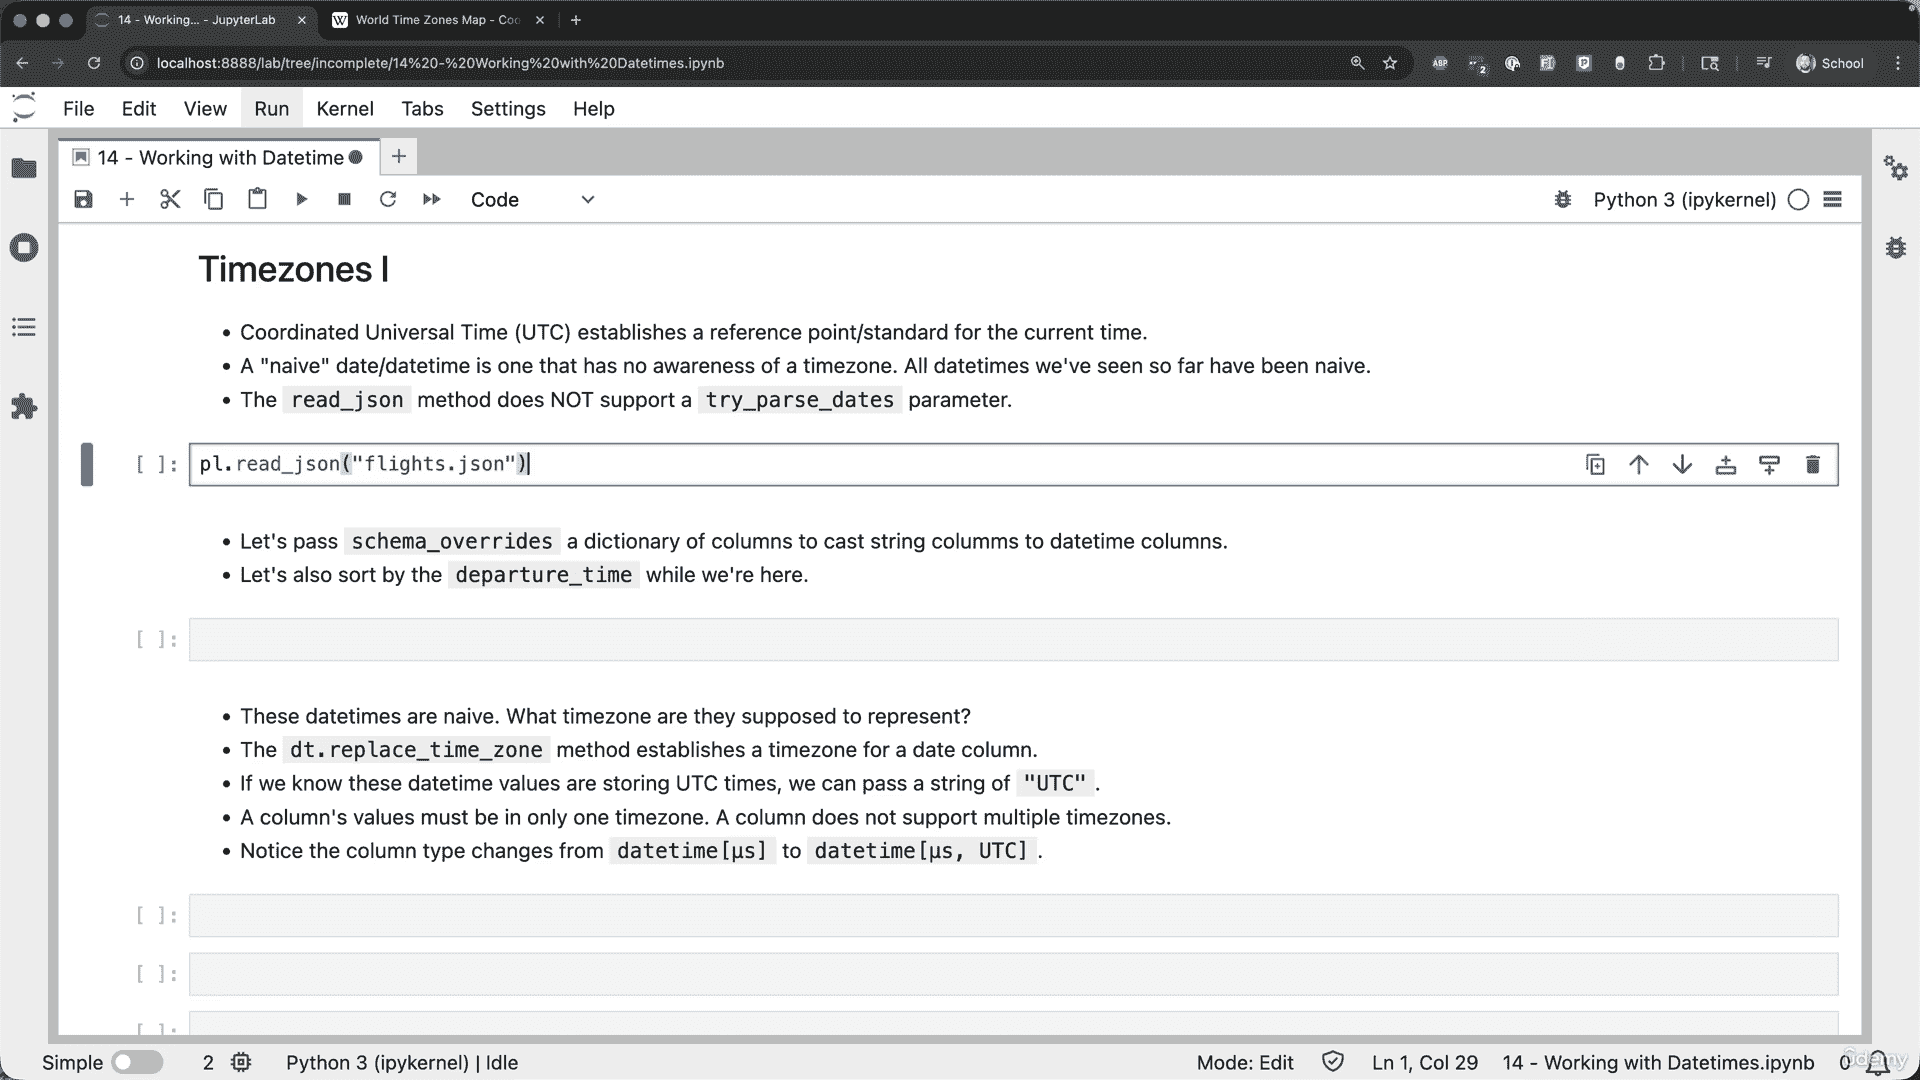 14 - Working... - JupyterLab
World Time Zones Map - Coo
localhost:8888/lab/tree/incomplete/14%20-%20Working%20with%20Datetimes.ipynb
ABP
2
School
File Edit View Run Kernel Tabs Settings Help
14 - Working with Datetime
Code
Python 3 (ipykernel)
Timezones I
• Coordinated Universal Time (UTC) establishes a reference point/standard for the current time.
• A "naive" date/datetime is one that has no awareness of a timezone. All datetimes we've seen so far have been naive.
• The read_json method does NOT support a try_parse_dates parameter.
[ ]: pl.read_json("flights.json")
• Let's pass schema_overrides a dictionary of columns to cast string columms to datetime columns.
• Let's also sort by the departure_time while we're here.
[ ]:
• These datetimes are naive. What timezone are they supposed to represent?
• The dt.replace_time_zone method establishes a timezone for a date column.
• If we know these datetime values are storing UTC times, we can pass a string of "UTC" .
• A column's values must be in only one timezone. A column does not support multiple timezones.
• Notice the column type changes from datetime[μs] to datetime[μs, UTC] .
[ ]:
[ ]:
[ ]:
Simple 2 Python 3 (ipykernel) | Idle Mode: Edit Ln 1, Col 29 14 - Working with Datetimes.ipynb 0
udemy